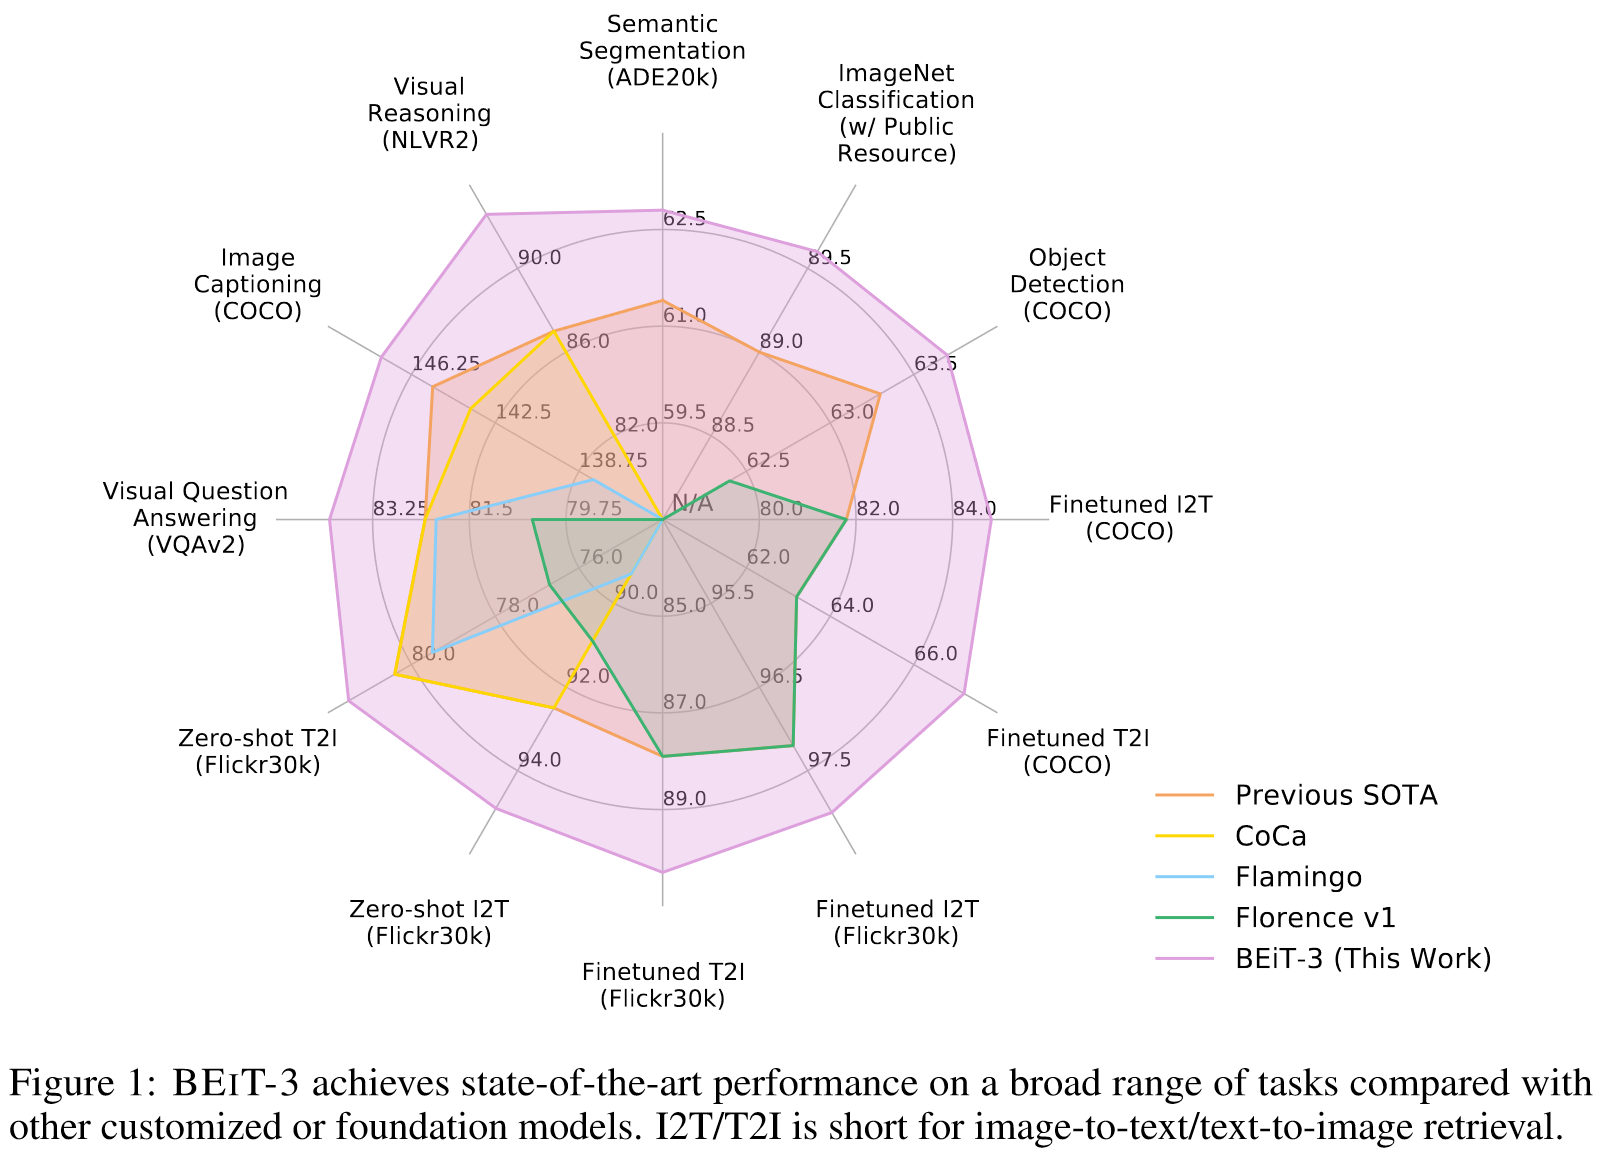 Semantic
Segmentation
(ADE20k)
ImageNet
Classification
(w/ Public
Resource)
Visual
Reasoning
(NLVR2)
Object
Detection
(COCO)
Image
Captioning
(COCO)
62.5
90.0
89.5
61.0
86.0
89.0
146.25
63.5
142.5
59.5
63.0
82.0
88.5
138.75
62.5
Visual Question
Answering
(VQAv2)
83.25
81.5
79.75
N/A
80.0
82.0
84.0
Finetuned I2T
(COCO)
76.0
62.0
90.0
95.5
78.0
85.0
64.0
80.0
66.0
92.0
96.5
87.0
Zero-shot T2I
(Flickr30k)
Finetuned T2I
(COCO)
94.0
97.5
89.0
Zero-shot I2T
(Flickr30k)
Finetuned I2T
(Flickr30k)
Finetuned T2I
(Flickr30k)
Previous SOTA
CoCa
Flamingo
Florence v1
BEiT-3 (This Work)
Figure 1: BEIT-3 achieves state-of-the-art performance on a broad range of tasks compared with
other customized or foundation models. I2T/T2I is short for image-to-text/text-to-image retrieval.